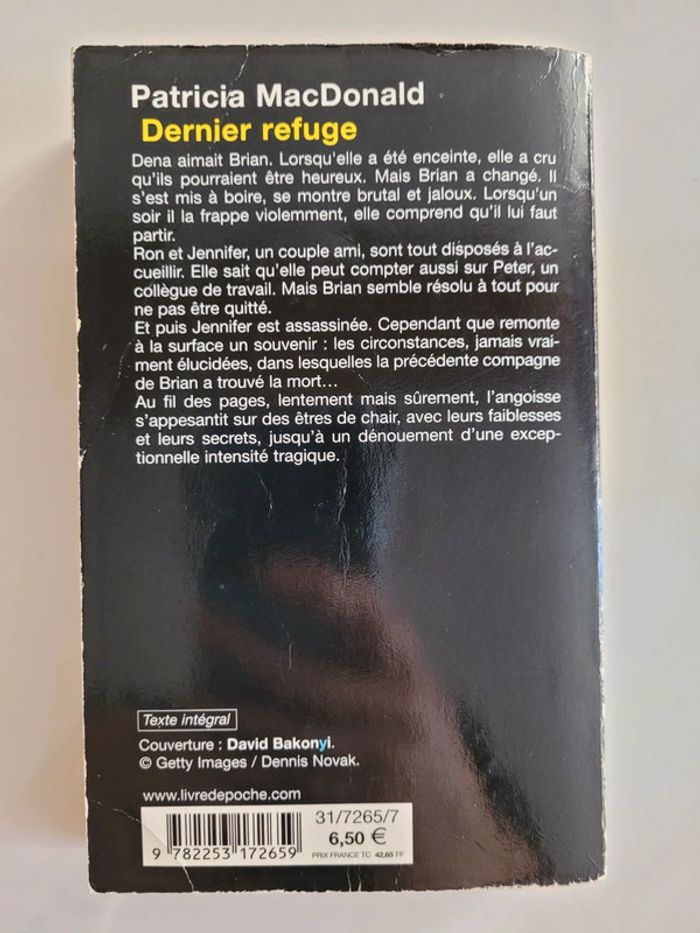 Patricia MacDonald
Dernier refuge
Dena aimait Brian. Lorsqu'elle a été enceinte, elle a cru
qu'ils pourraient être heureux. Mais Brian a changé. Il
s'est mis à boire, se montre brutal et jaloux. Lorsqu'un
soir il la frappe violemment, elle comprend qu'il lui faut
partir.
Ron et Jennifer, un couple ami, sont tout disposés à l'ac-
cueillir. Elle sait qu'elle peut compter aussi sur Peter, un
collègue de travail. Mais Brian semble résolu à tout pour
ne pas être quitté.
Et puis Jennifer est assassinée. Cependant que remonte
à la surface un souvenir : les circonstances, jamais vrai-
ment élucidées, dans lesquelles la précédente compagne
de Brian a trouvé la mort...
Au fil des pages, lentement mais sûrement, l'angoisse
s'appesantit sur des êtres de chair, avec leurs faiblesses
et leurs secrets, jusqu'à un dénouement d'une excep-
tionnelle intensité tragique.
Texte intégral
Couverture : David Bakonyi.
© Getty Images / Dennis Novak.
www.livredepoche.com
31/7265/7
6,50 €
PRIX FRANCE TC 42,65 FF
9 782253 172659